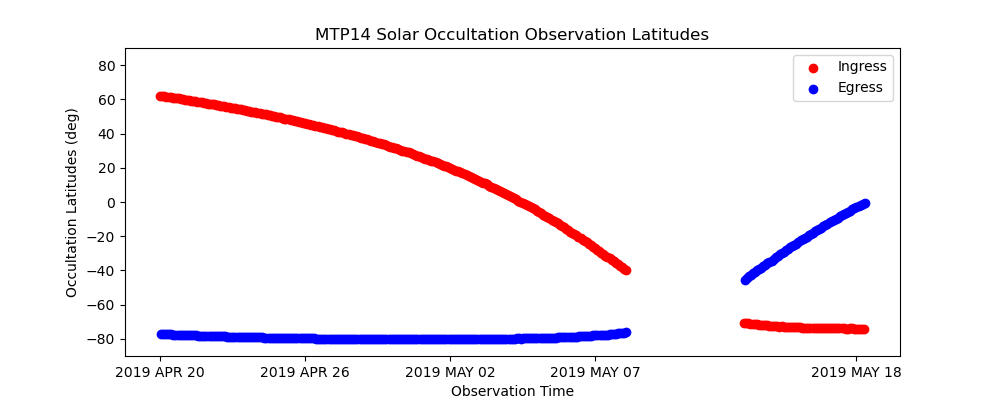 MTP14 Solar Occultation Observation Latitudes
Ingress
Egress
Occultation Latitudes (deg)
80
60
40
20
0
−20
−40
−60
−80
2019 APR 20 2019 APR 26 2019 MAY 02 2019 MAY 07 2019 MAY 18
Observation Time